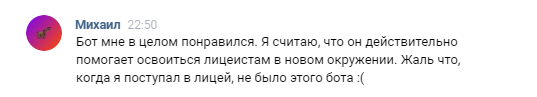 Михаил 22:50
Бот мне в целом понравился. Я считаю, что он действительно
помогает освоиться лицеистам в новом окружении. Жаль что,
когда я поступал в лицей, не было этого бота :(